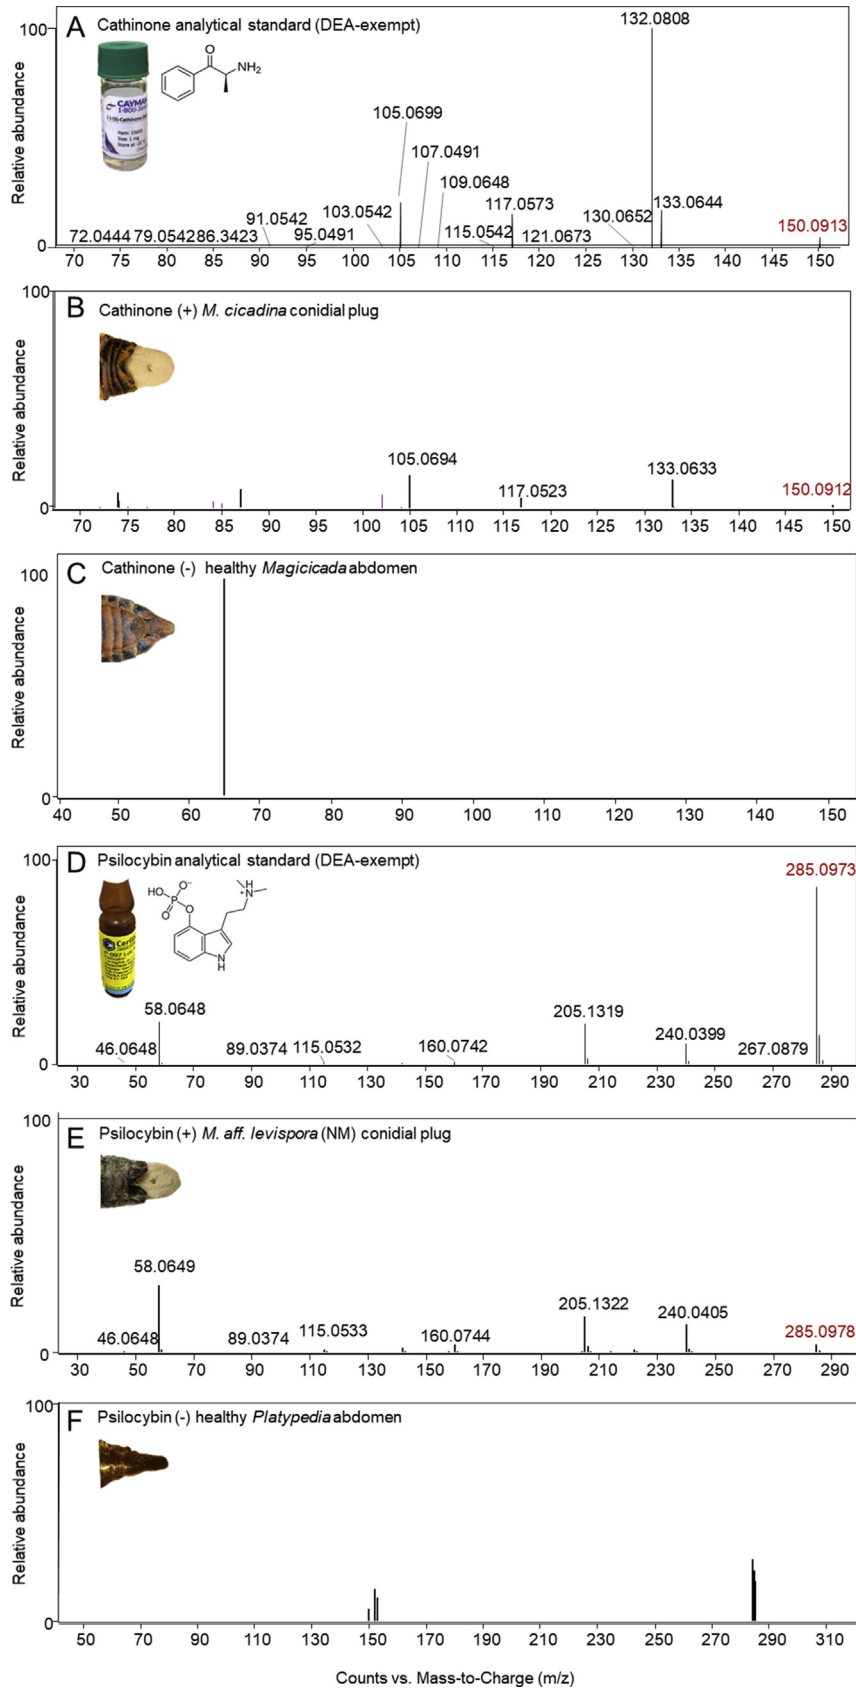 A Cathinone analytical standard (DEA-exempt)
Relative abundance
100
0
O
NH2
CAYMAN
1-800-364
72.0444
79.0542
86.3423
91.0542
95.0491
103.0542
105.0699
107.0491
109.0648
115.0542
117.0573
121.0673
130.0652
132.0808
133.0644
150.0913
70 75 80 85 90 95 100 105 110 115 120 125 130 135 140 145 150
B Cathinone (+) M. cicadina conidial plug
Relative abundance
100
0
105.0694
117.0523
133.0633
150.0912
70 75 80 85 90 95 100 105 110 115 120 125 130 135 140 145 150
C Cathinone (-) healthy Magicicada abdomen
Relative abundance
100
0
40 50 60 70 80 90 100 110 120 130 140 150
D Psilocybin analytical standard (DEA-exempt)
Relative abundance
100
0
HO
O−
P
O
O
H
N
+
N
H
46.0648
58.0648
89.0374
115.0532
160.0742
205.1319
240.0399
267.0879
285.0973
30 50 70 90 110 130 150 170 190 210 230 250 270 290
E Psilocybin (+) M. aff. levispora (NM) conidial plug
Relative abundance
100
0
46.0648
58.0649
89.0374
115.0533
160.0744
205.1322
240.0405
285.0978
30 50 70 90 110 130 150 170 190 210 230 250 270 290
F Psilocybin (-) healthy Platypedia abdomen
Relative abundance
100
0
50 70 90 110 130 150 170 190 210 230 250 270 290 310
Counts vs. Mass-to-Charge (m/z)